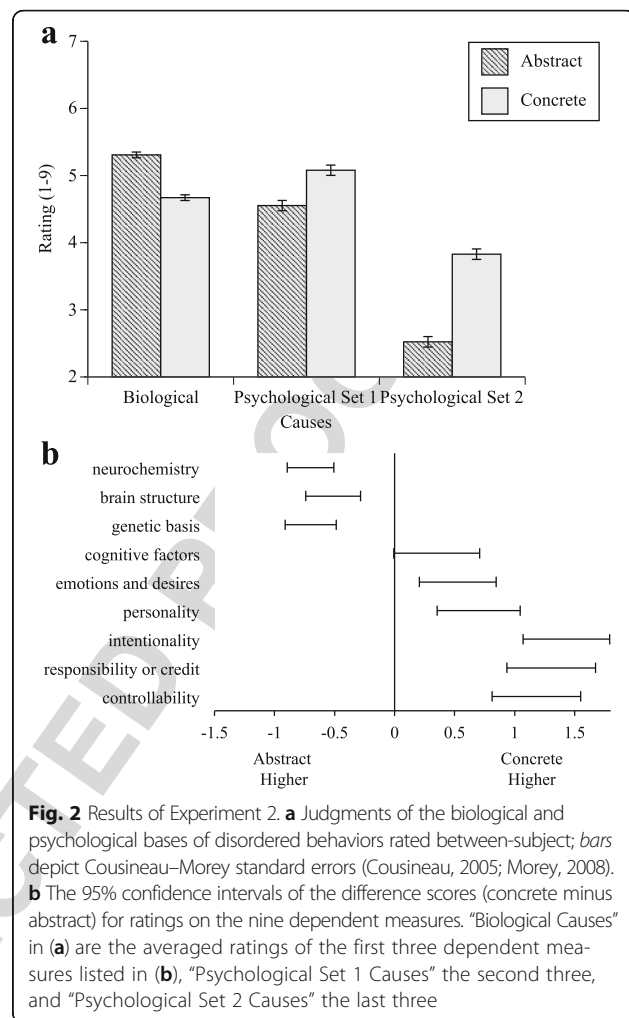 a
7
6
5
4
3
2
Rating (1-9)
Abstract
Concrete
Biological
Psychological Set 1
Psychological Set 2
Causes
b
neurochemistry
brain structure
genetic basis
cognitive factors
emotions and desires
personality
intentionality
responsibility or credit
controllability
-1.5 -1 -0.5 0 0.5 1 1.5
Abstract Concrete
Higher Higher
Fig. 2 Results of Experiment 2. a Judgments of the biological and
psychological bases of disordered behaviors rated between-subject; bars
depict Cousineau–Morey standard errors (Cousineau, 2005; Morey, 2008).
b The 95% confidence intervals of the difference scores (concrete minus
abstract) for ratings on the nine dependent measures. “Biological Causes”
in (a) are the averaged ratings of the first three dependent mea-
sures listed in (b), “Psychological Set 1 Causes” the second three,
and “Psychological Set 2 Causes” the last three